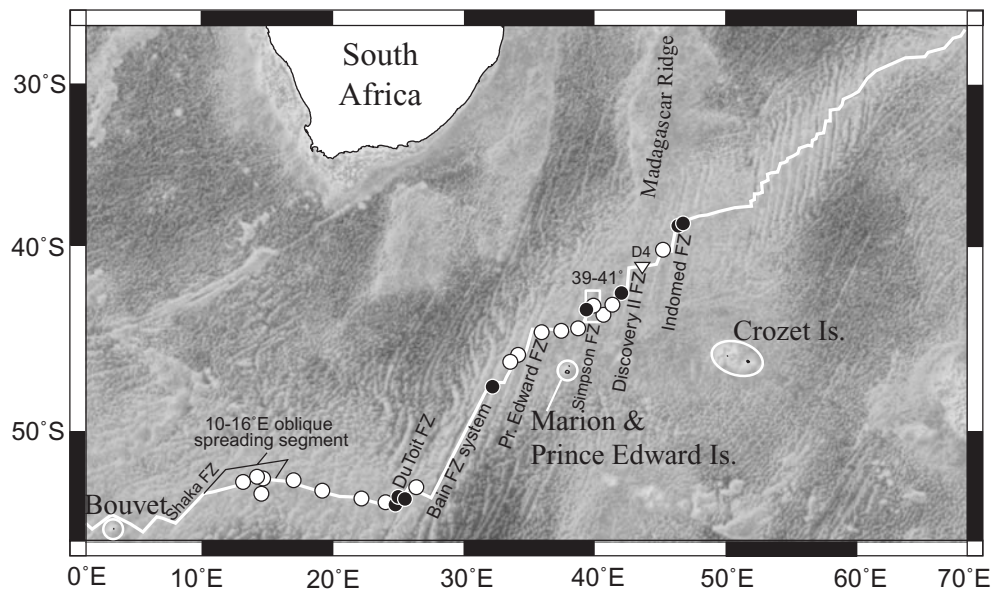 South
Africa
30°S
Madagascar Ridge
40°S
D4
39-41°
Indomed FZ
Discovery II FZ
Simpson FZ
Crozet Is.
Pr. Edward FZ
Marion &
Prince Edward Is.
50°S
10-16°E oblique
spreading segment
Du Toit FZ
Bain FZ system
Shaka FZ
Bouvet
0°E
10°E
20°E
30°E
40°E
50°E
60°E
70°E